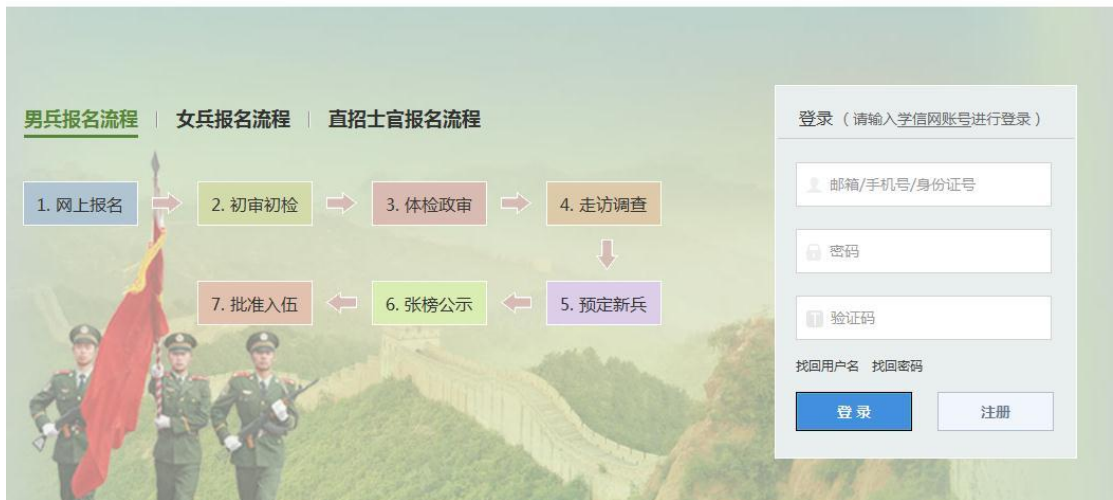 男兵报名流程 | 女兵报名流程 | 直招士官报名流程
1. 网上报名
2. 初审初检
3. 体检政审
4. 走访调查
5. 预定新兵
6. 张榜公示
7. 批准入伍
登录（请输入学信网账号进行登录）
邮箱/手机号/身份证号
密码
验证码
找回用户名 找回密码
登 录 注册